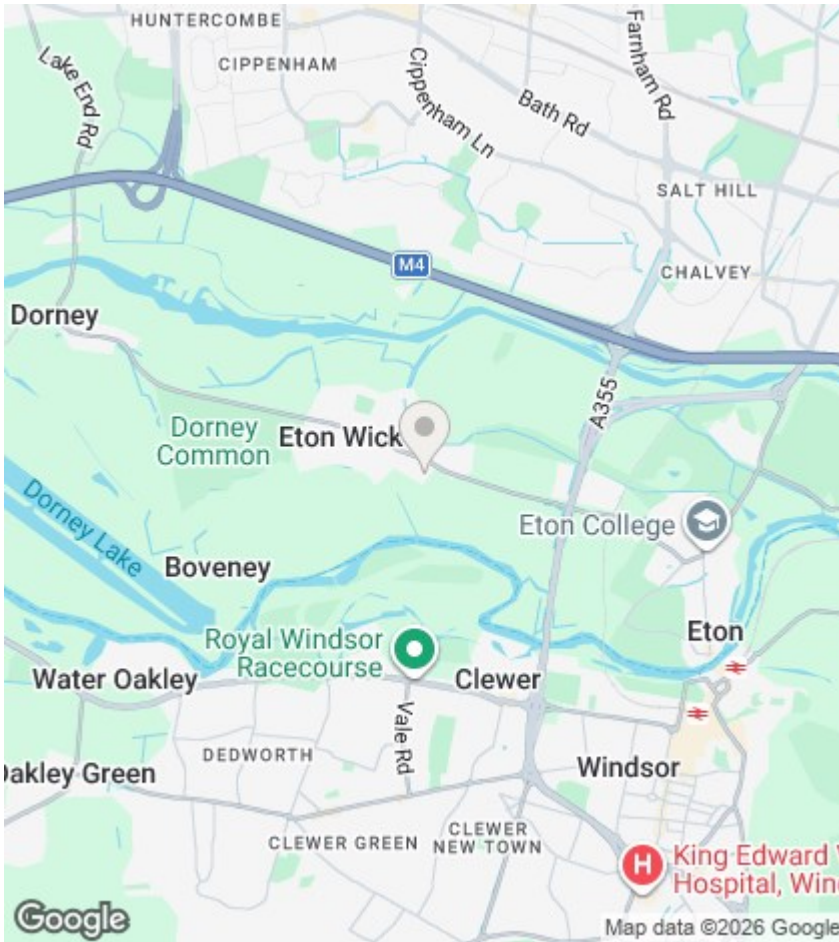 HUNTERCOMBE
CIPPENHAM
Lake End Rd
Cippenham Ln
Bath Rd
Farnham Rd
SALT HILL
M4
CHALVEY
Dorney
A355
Dorney
Common
Eton Wick
Dorney Lake
Eton College
Boveney
Royal Windsor
Racecourse
Eton
Water Oakley
Clewer
Vale Rd
DEDWORTH
Oakley Green
Windsor
CLEWER GREEN
CLEWER
NEW TOWN
H
King Edward V
Hospital, Wind
Google
Map data ©2026 Google